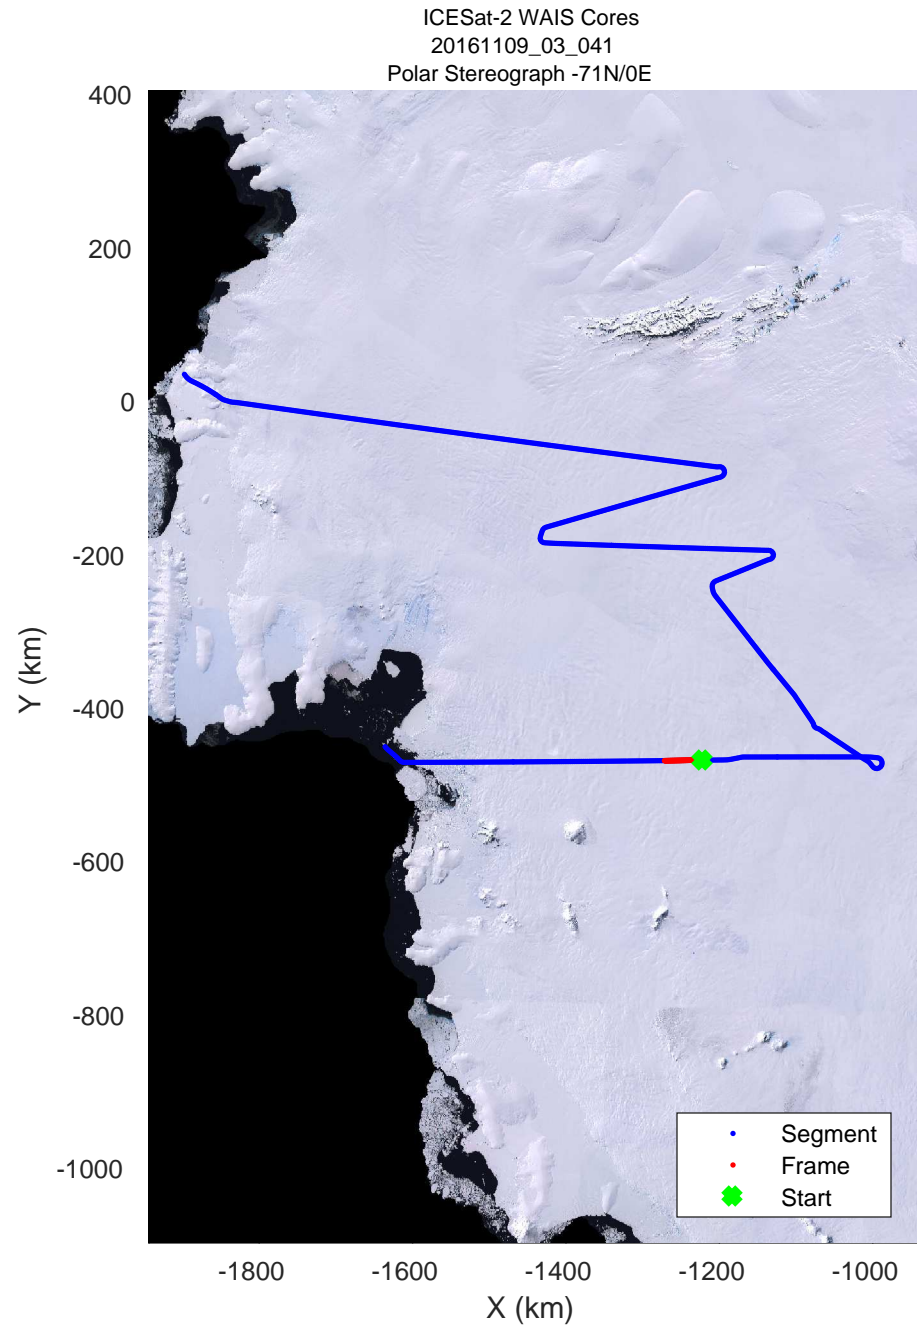 ICESat-2 WAIS Cores
20161109_03_041
Polar Stereograph -71N/0E
400
200
0
-200
-400
-600
-800
-1000
Y (km)
-1800
-1600
-1400
-1200
-1000
X (km)
Segment
Frame
Start